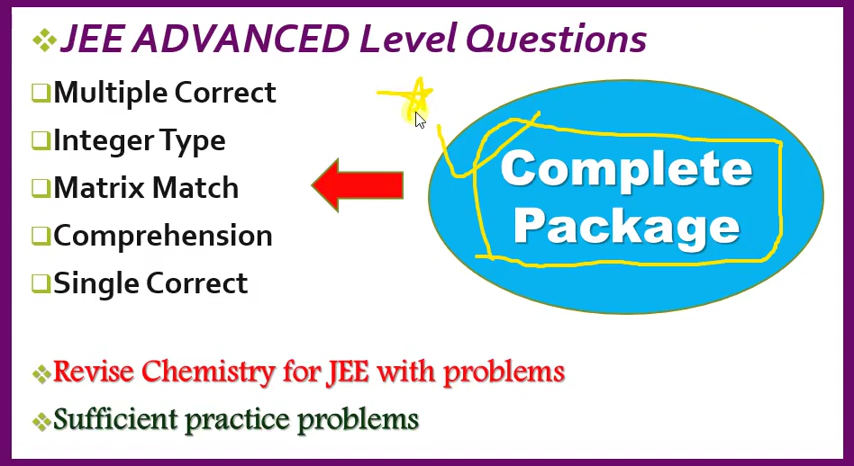 JEE ADVANCED Level Questions
Multiple Correct
Integer Type
Matrix Match
Comprehension
Single Correct
Complete
Package
Revise Chemistry for JEE with problems
Sufficient practice problems